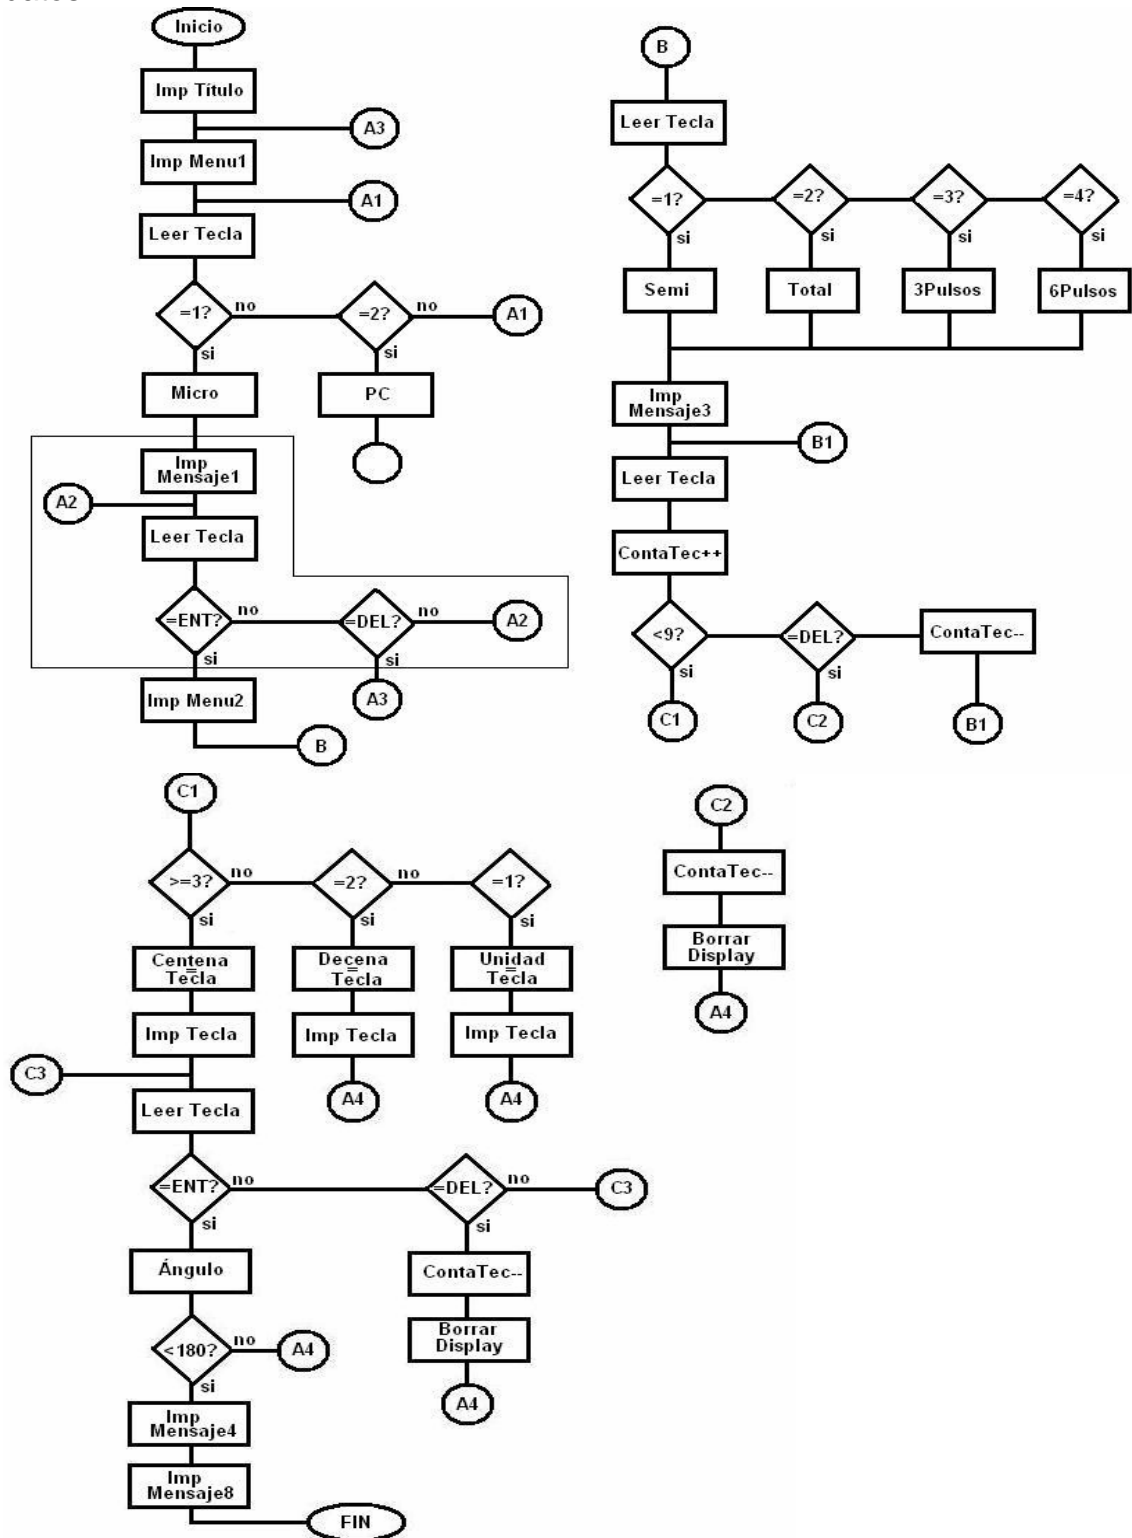 Inicio
Imp Título
A3
Imp Menu1
A1
Leer Tecla
=1?
no
=2?
no
A1
si
si
Micro
PC
Imp
Mensaje1
A2
Leer Tecla
=ENT?
no
=DEL?
no
A2
si
si
Imp Menu2
A3
B
B
Leer Tecla
=1?
=2?
=3?
=4?
si
si
si
si
Semi
Total
3Pulsos
6Pulsos
Imp
Mensaje3
B1
Leer Tecla
ContaTec++
<9?
=DEL?
ContaTec--
si
si
C1
C2
B1
C1
>=3?
no
=2?
no
=1?
si
si
si
Centena
=
Tecla
Decena
=
Tecla
Unidad
=
Tecla
Imp Tecla
Imp Tecla
Imp Tecla
C3
A4
A4
Leer Tecla
=ENT?
no
=DEL?
no
C3
si
si
Ángulo
ContaTec--
<180?
no
A4
Borrar
Display
si
A4
Imp
Mensaje4
Imp
Mensaje8
FIN
C2
ContaTec--
Borrar
Display
A4